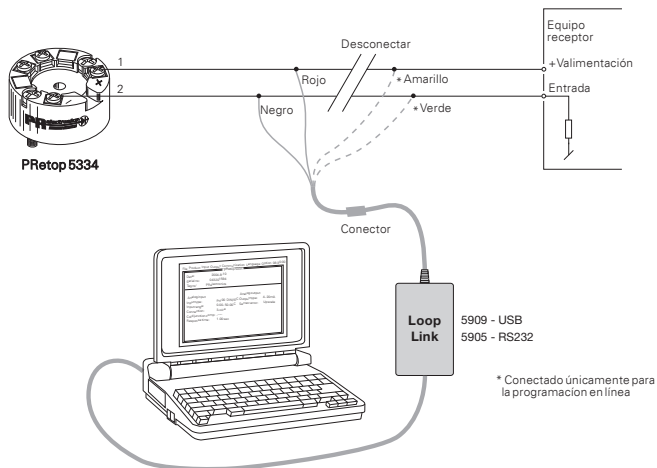 Desconectar
Equipo
receptor
1
+Valimentación
Rojo
*Amarillo
2
Entrada
Negro
*Verde
PRetop 5334
Conector
Loop
Link
5909 - USB
5905 - RS232
* Conectado únicamente para
la programacíon en línea